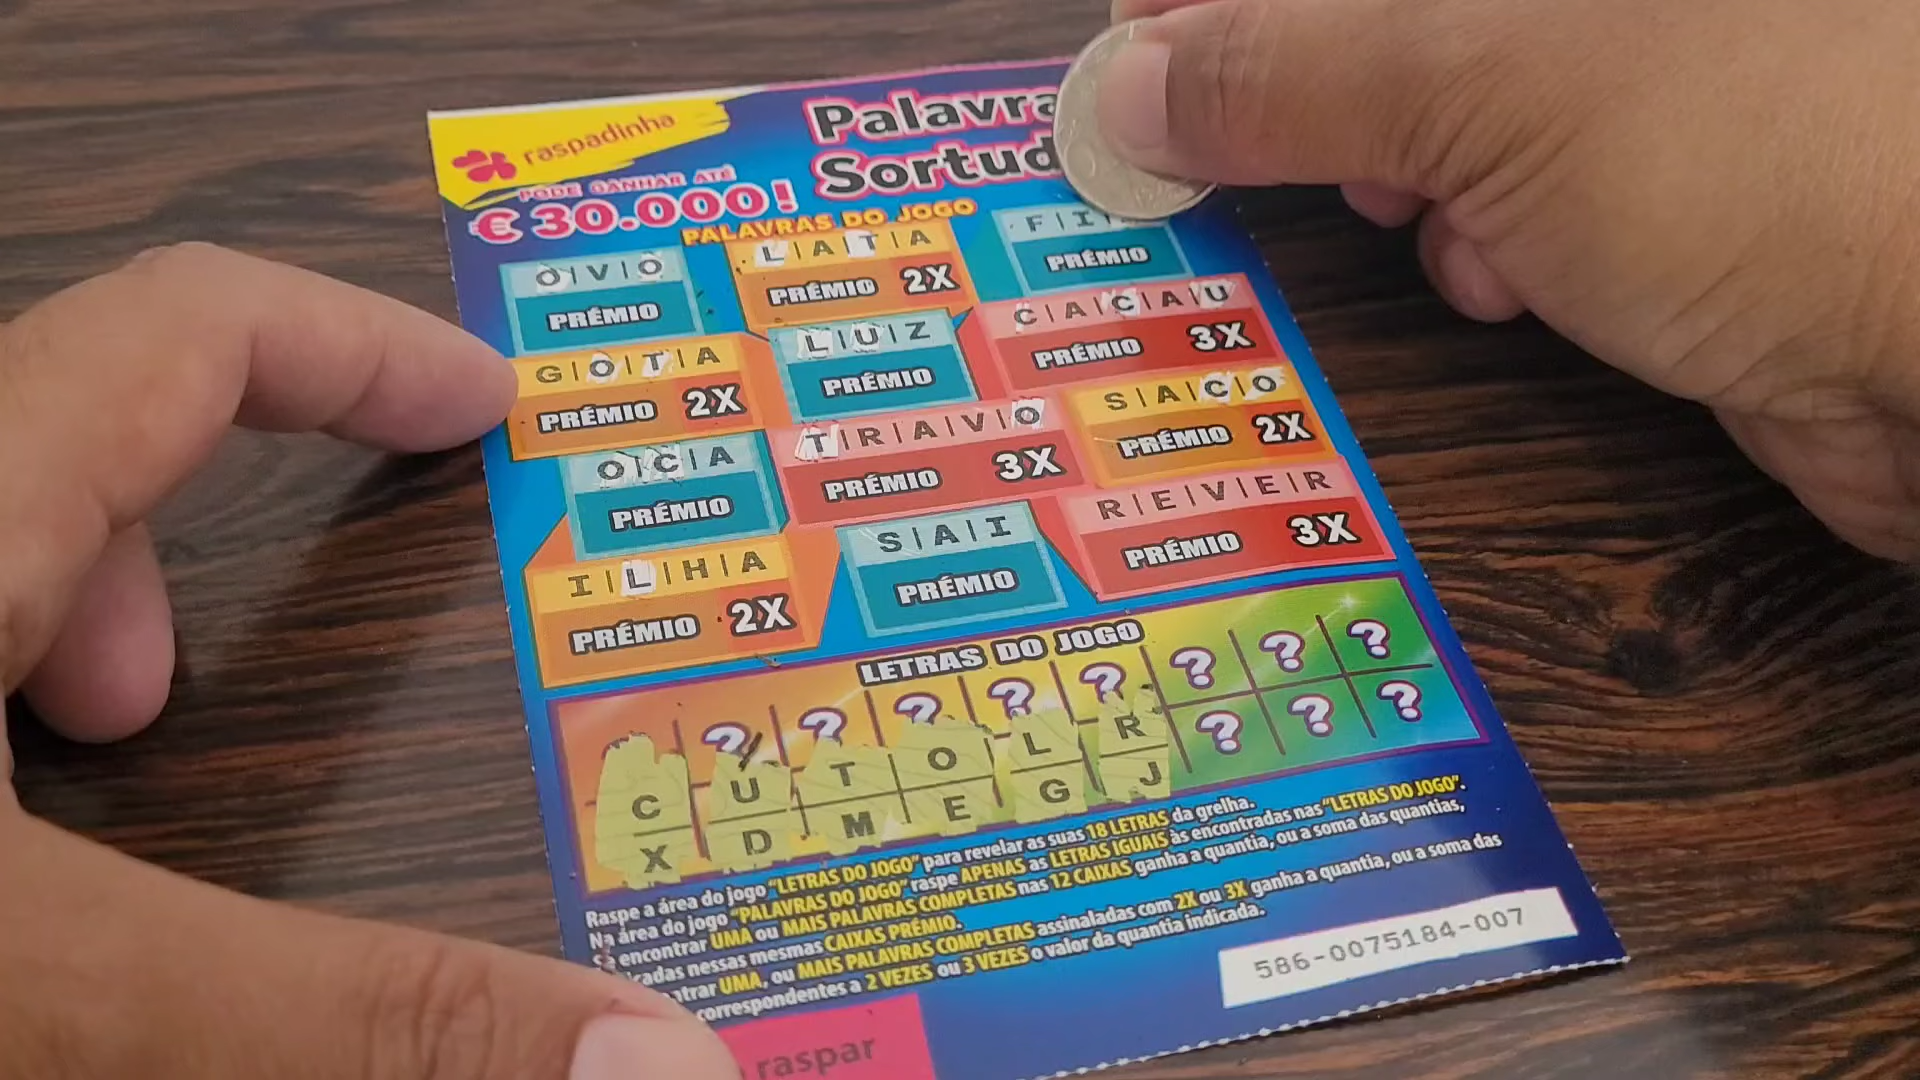 raspadinha
Palavra
Sortud
PODE GANHAR ATÉ
€ 30.000!
PALAVRAS DO JOGO
O|V|O
PRÉMIO
L|A|T|A
PRÉMIO 2X
F|I
PRÉMIO
G|O|T|A
PRÉMIO 2X
L|U|Z
PRÉMIO
C|A|C|A|U
PRÉMIO 3X
O|C|A
PRÉMIO
T|R|A|V|O
PRÉMIO 3X
S|A|C|O
PRÉMIO 2X
I|L|H|A
PRÉMIO 2X
S|A|I
PRÉMIO
R|E|V|E|R
PRÉMIO 3X
LETRAS DO JOGO
? ? ? ? ? ? ? ?
C U T O L R ? ? ?
X D M E G J
Raspe a área do jogo "LETRAS DO JOGO" para revelar as suas 18 LETRAS da grelha.
Na área do jogo "PALAVRAS DO JOGO" raspe APENAS as LETRAS IGUAIS às encontradas nas "LETRAS DO JOGO".
Se encontrar UMA ou MAIS PALAVRAS COMPLETAS nas 12 CAIXAS ganha a quantia, ou a soma das quantias,
cadas nessas mesmas CAIXAS PRÉMIO.
trar UMA, ou MAIS PALAVRAS COMPLETAS assinaladas com 2X ou 3X ganha a quantia, ou a soma das
correspondentes a 2 VEZES ou 3 VEZES o valor da quantia indicada.
586-0075184-007
raspar